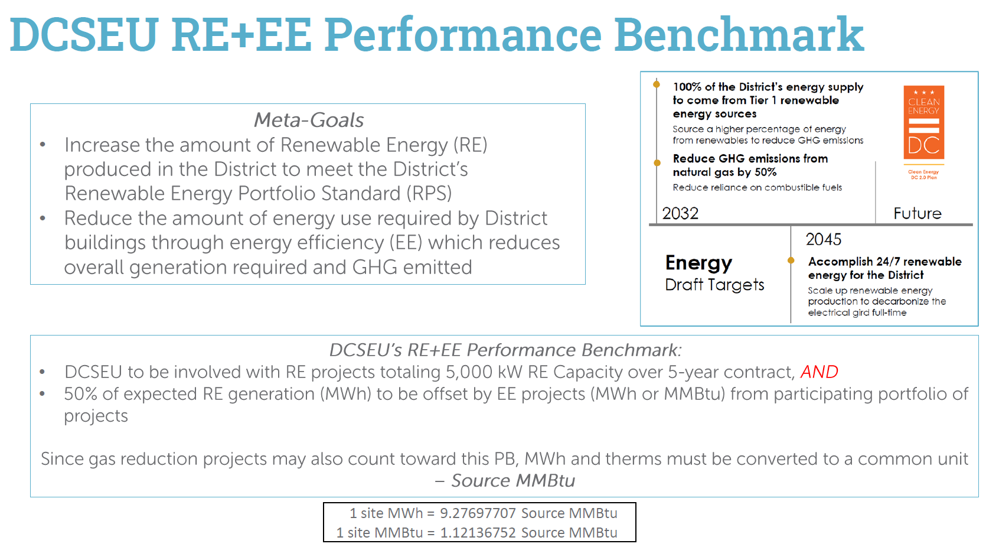 DCSEU RE+EE Performance Benchmark
Meta-Goals
• Increase the amount of Renewable Energy (RE)
produced in the District to meet the District's
Renewable Energy Portfolio Standard (RPS)
• Reduce the amount of energy use required by District
buildings through energy efficiency (EE) which reduces
overall generation required and GHG emitted
100% of the District's energy supply
to come from Tier 1 renewable
energy sources
Source a higher percentage of energy
from renewables to reduce GHG emissions
Reduce GHG emissions from
natural gas by 50%
Reduce reliance on combustible fuels
2032
CLEAN
ENERGY
DC
Clean Energy
DC 2.0 Plan
Future
Energy
Draft Targets
2045
Accomplish 24/7 renewable
energy for the District
Scale up renewable energy
production to decarbonize the
electrical gird full-time
DCSEU's RE+EE Performance Benchmark:
• DCSEU to be involved with RE projects totaling 5,000 kW RE Capacity over 5-year contract, AND
• 50% of expected RE generation (MWh) to be offset by EE projects (MWh or MMBtu) from participating portfolio of
projects
Since gas reduction projects may also count toward this PB, MWh and therms must be converted to a common unit
– Source MMBtu
1 site MWh = 9.27697707 Source MMBtu
1 site MMBtu = 1.12136752 Source MMBtu